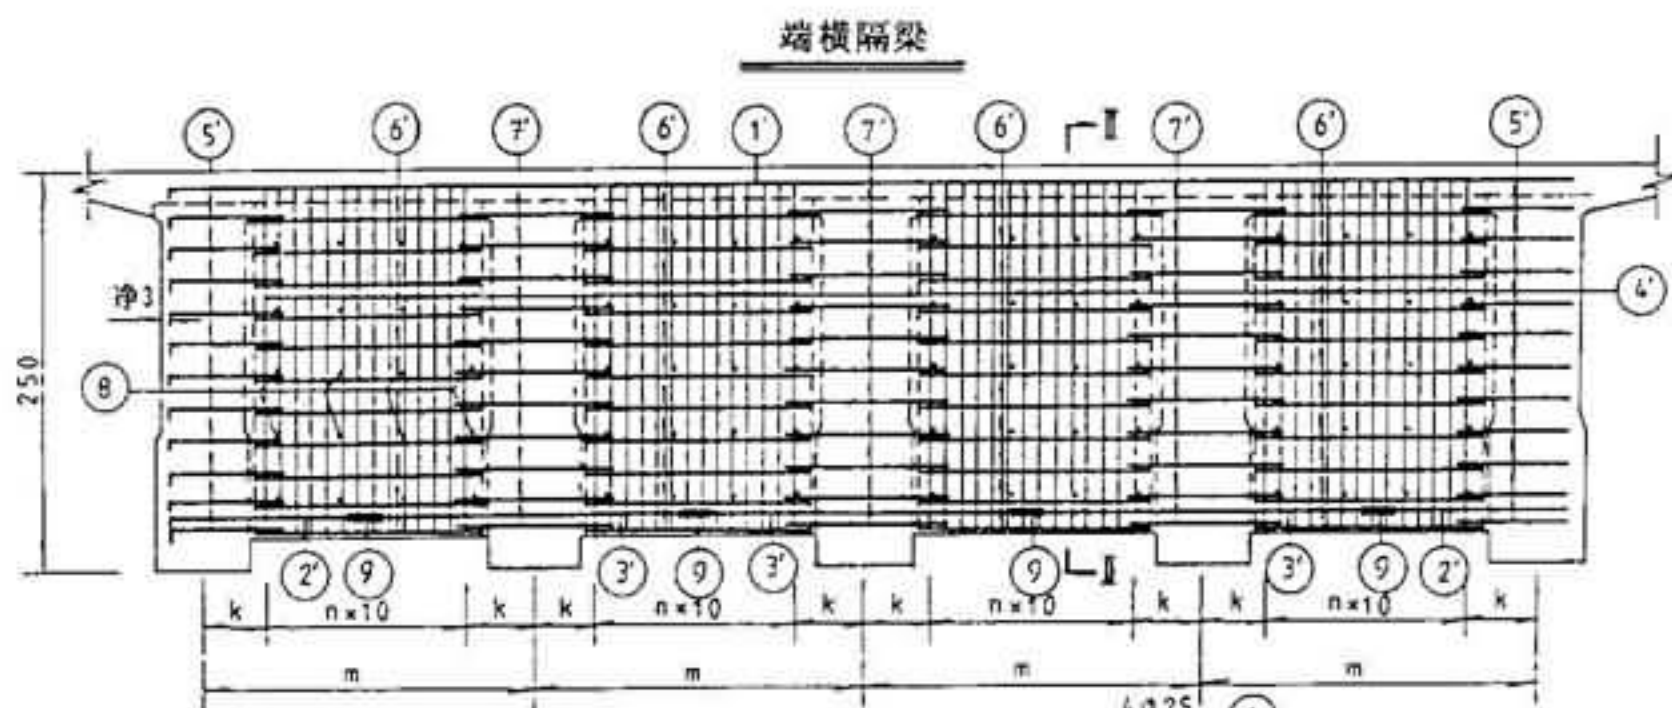 端横隔梁
5' 6' 7' 6' 1' 7' 6' II 7' 6' 5'
净3
4'
250
8
2' 9 3' 9 3' 9 II 3' 9 2'
k n×10 k k n×10 k k n×10 k k n×10 k
m m m m